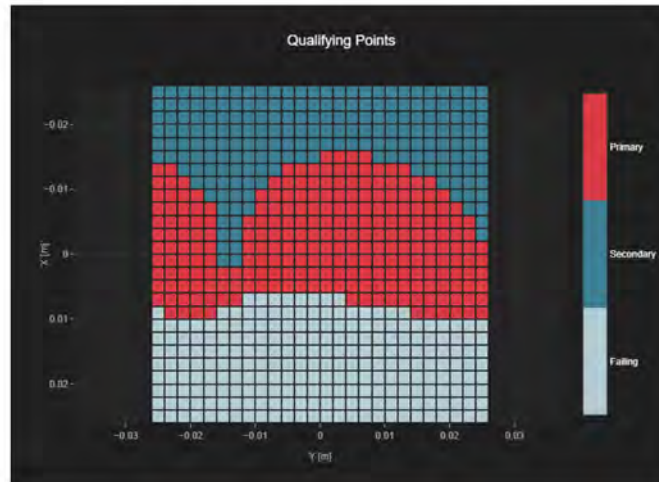 Qualifying Points
-0.02
-0.01
0
0.01
0.02
X [m]
-0.03
-0.02
-0.01
0
0.01
0.02
0.03
Y [m]
Primary
Secondary
Failing